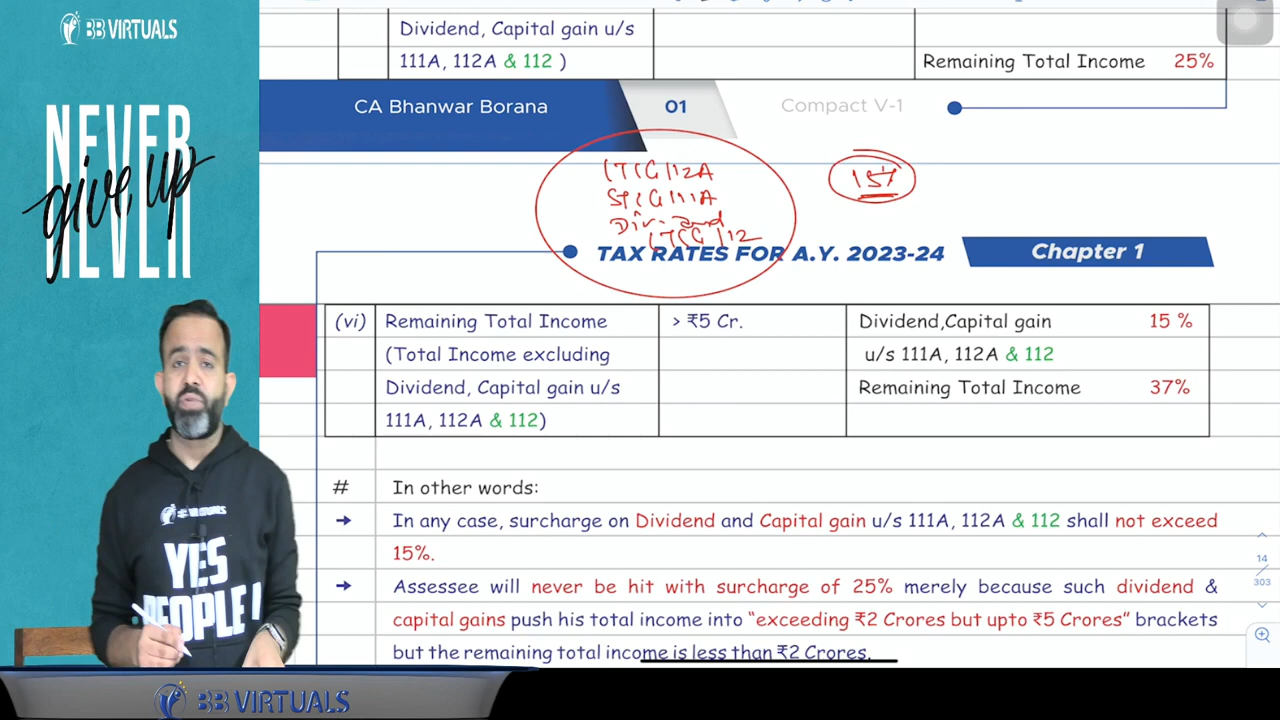 BB VIRTUALS
NEVER
give up
NEVER
Dividend, Capital gain u/s
111A, 112A & 112 )
Remaining Total Income 25%
CA Bhanwar Borana
01
Compact V-1
LTCG 112A
STCG 111A
Dividend
LTCG 112
15%
TAX RATES FOR A.Y. 2023-24
Chapter 1
(vi) Remaining Total Income > ₹5 Cr. Dividend,Capital gain 15 %
(Total Income excluding u/s 111A, 112A & 112
Dividend, Capital gain u/s Remaining Total Income 37%
111A, 112A & 112)
# In other words:
➔ In any case, surcharge on Dividend and Capital gain u/s 111A, 112A & 112 shall not exceed
15%.
➔ Assessee will never be hit with surcharge of 25% merely because such dividend &
capital gains push his total income into “exceeding ₹2 Crores but upto ₹5 Crores” brackets
but the remaining total income is less than ₹2 Crores.
14
303
BB VIRTUALS
YES
PEOPLE!
BB VIRTUALS